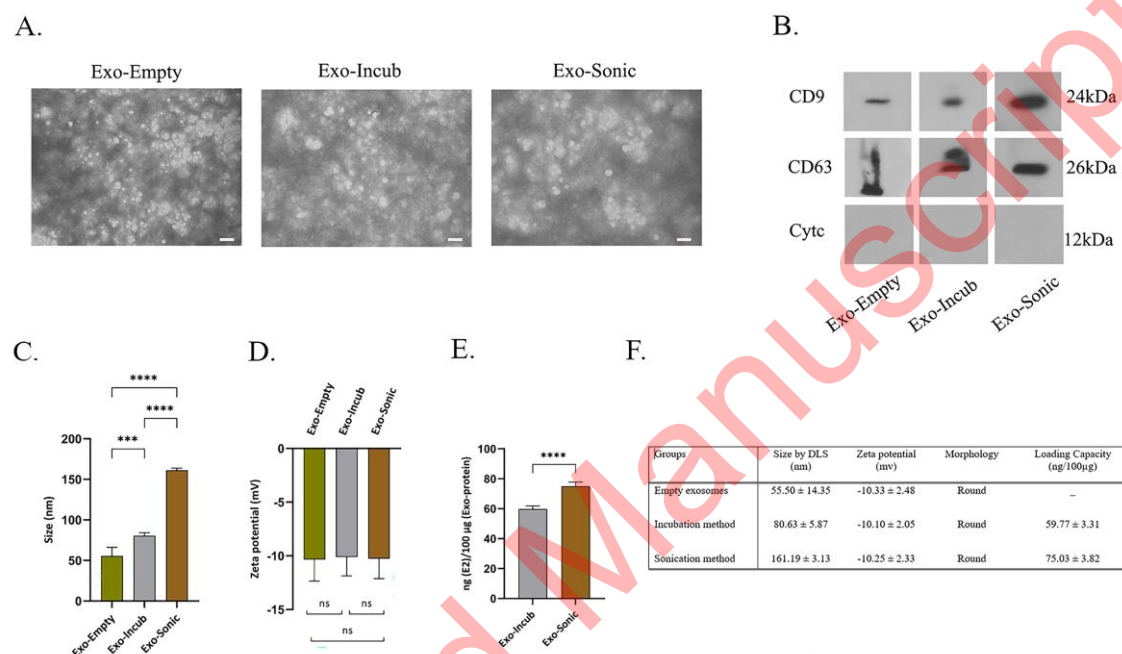 A.
Exo-Empty
Exo-Incub
Exo-Sonic
B.
CD9
24kDa
CD63
26kDa
Cytc
12kDa
Exo-Empty
Exo-Incub
Exo-Sonic
C.
****
****
***
Size (nm)
200
150
100
50
0
Exo-Empty
Exo-Incub
Exo-Sonic
D.
Exo-Empty
Exo-Incub
Exo-Sonic
Zeta potential (mV)
0
-5
-10
-15
ns
ns
ns
E.
****
ng (E2)/100 µg (Exo-protein)
100
80
60
40
20
0
Exo-Incub
Exo-Sonic
F.
Groups Size by DLS (nm) Zeta potential (mv) Morphology Loading Capacity (ng/100µg)
Empty exosomes 55.50 ± 14.35 -10.33 ± 2.48 Round _
Incubation method 80.63 ± 5.87 -10.10 ± 2.05 Round 59.77 ± 3.31
Sonication method 161.19 ± 3.13 -10.25 ± 2.33 Round 75.03 ± 3.82
d Manuscrip